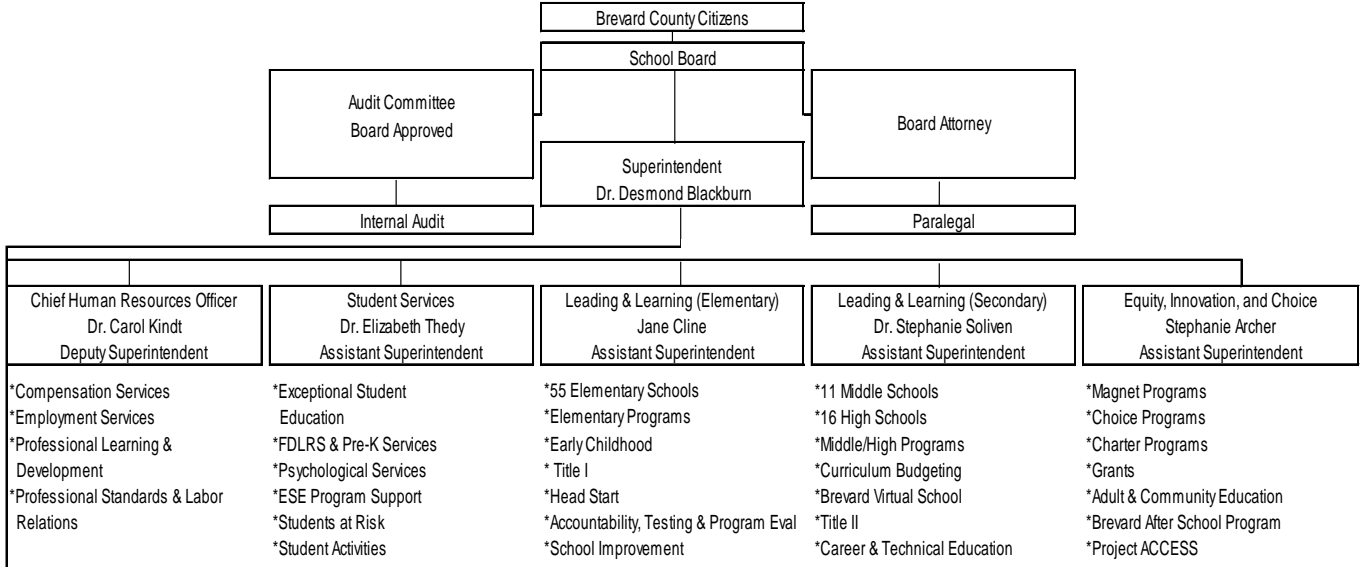 Brevard County Citizens
School Board
Audit Committee
Board Approved
Board Attorney
Superintendent
Dr. Desmond Blackburn
Internal Audit
Paralegal
Chief Human Resources Officer
Dr. Carol Kindt
Deputy Superintendent
Student Services
Dr. Elizabeth Thedy
Assistant Superintendent
Leading & Learning (Elementary)
Jane Cline
Assistant Superintendent
Leading & Learning (Secondary)
Dr. Stephanie Soliven
Assistant Superintendent
Equity, Innovation, and Choice
Stephanie Archer
Assistant Superintendent
*Compensation Services
*Employment Services
*Professional Learning &
Development
*Professional Standards & Labor
Relations
*Exceptional Student
Education
*FDLRS & Pre-K Services
*Psychological Services
*ESE Program Support
*Students at Risk
*Student Activities
*55 Elementary Schools
*Elementary Programs
*Early Childhood
* Title I
*Head Start
*Accountability, Testing & Program Eval
*School Improvement
*11 Middle Schools
*16 High Schools
*Middle/High Programs
*Curriculum Budgeting
*Brevard Virtual School
*Title II
*Career & Technical Education
*Magnet Programs
*Choice Programs
*Charter Programs
*Grants
*Adult & Community Education
*Brevard After School Program
*Project ACCESS